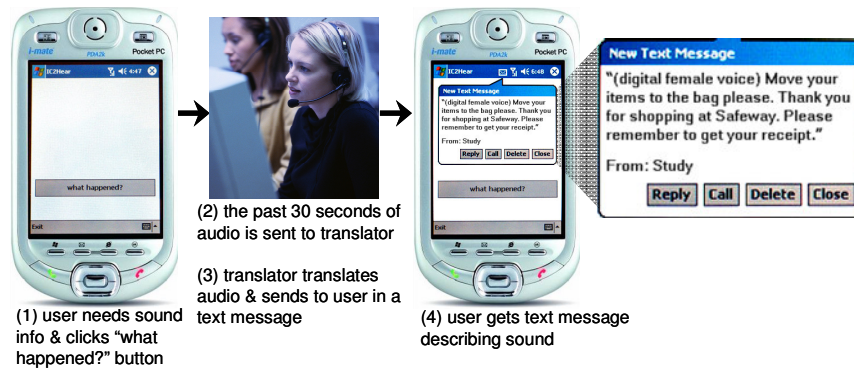 i-mate
PDA2k
Pocket PC
IC2Hear
4:47
what happened?
Exit
(1) user needs sound
info & clicks “what
happened?” button
(2) the past 30 seconds of
audio is sent to translator
(3) translator translates
audio & sends to user in a
text message
i-mate
PDA2k
Pocket PC
IC2Hear
6:48
New Text Message
"(digital female voice) Move your
items to the bag please. Thank you
for shopping at Safeway. Please
remember to get your receipt."
From: Study
Reply Call Delete Close
what happened?
Exit
(4) user gets text message
describing sound
New Text Message
"(digital female voice) Move your
items to the bag please. Thank you
for shopping at Safeway. Please
remember to get your receipt."
From: Study
Reply Call Delete Close